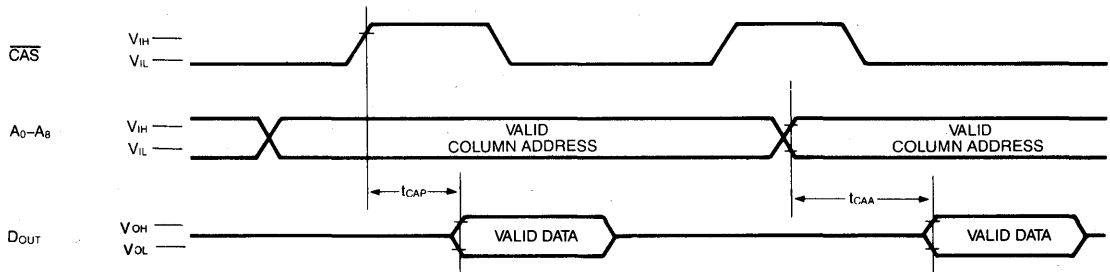 CAS
VIH
VIL
A0–A8
VIH
VIL
VALID
COLUMN ADDRESS
VALID
COLUMN ADDRESS
tCAP
tCAA
DOUT
VOH
VOL
VALID DATA
VALID DATA